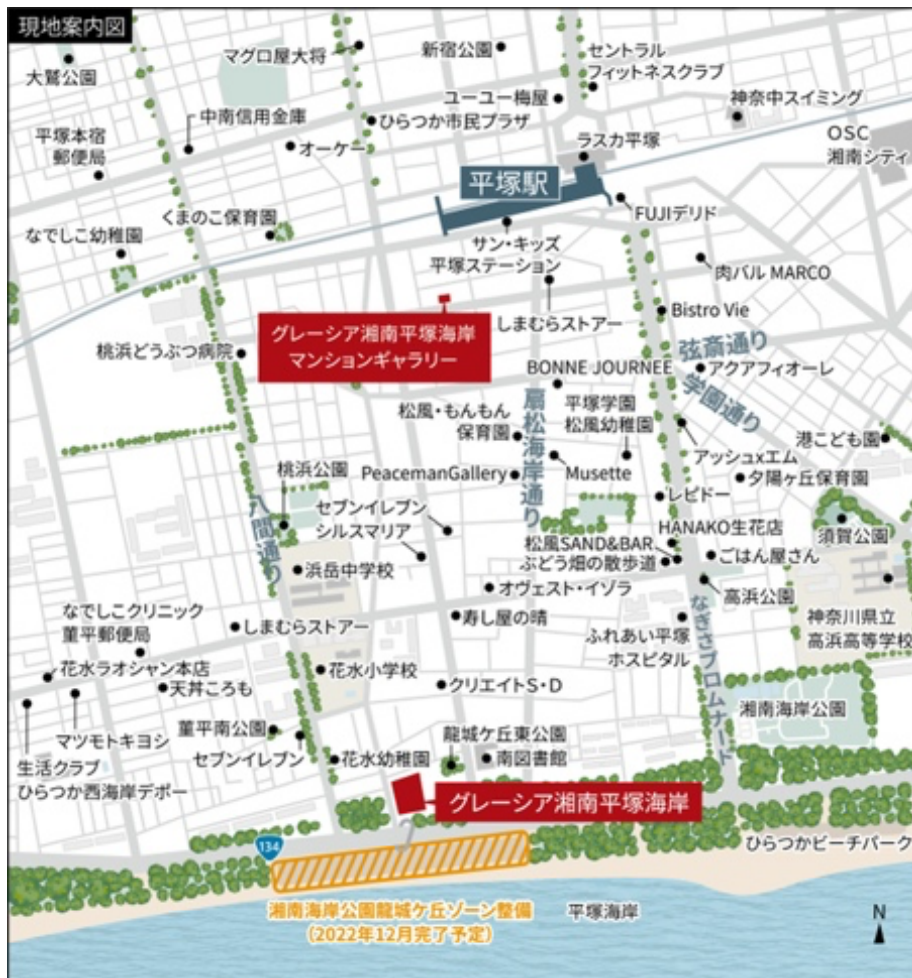 現地案内図
大鷲公園
マグロ屋大将
新宿公園
セントラル
フィットネスクラブ
ユーユー梅屋
神奈中スイミング
中南信用金庫
ひらつか市民プラザ
OSC
湘南シティ
平塚本宿
郵便局
オーケー
ラスカ平塚
平塚駅
FUJIデリド
くまのこ保育園
なでしこ幼稚園
サン・キッズ
平塚ステーション
肉バル MARCO
しまむらストアー
Bistro Vie
グレーシア湘南平塚海岸
マンションギャラリー
桃浜どうぶつ病院
弦斎通り
BONNE JOURNEE
アクアフィオーレ
学園通り
扇松海岸通り
平塚学園
松風幼稚園
松風・もんもん
保育園
港こども園
アッシュxエム
桃浜公園
PeacemanGallery
Musette
夕陽ケ丘保育園
レピドー
八間通り
セブンイレブン
シルスマリア
HANAKO生花店
須賀公園
松風SAND&BAR
ぶどう畑の散歩道
ごはん屋さん
浜岳中学校
オヴェスト・イゾラ
高浜公園
なでしこクリニック
菫平郵便局
しまむらストアー
寿し屋の晴
なぎさプロムナード
ふれあい平塚
ホスピタル
神奈川県立
高浜高等学校
花水ラオシャン本店
天丼ころも
花水小学校
クリエイトS・D
マツモトキヨシ
菫平南公園
湘南海岸公園
生活クラブ
ひらつか西海岸デポー
セブンイレブン
花水幼稚園
龍城ケ丘東公園
南図書館
グレーシア湘南平塚海岸
134
ひらつかビーチパーク
湘南海岸公園龍城ケ丘ゾーン整備
（2022年12月完了予定）
平塚海岸
N